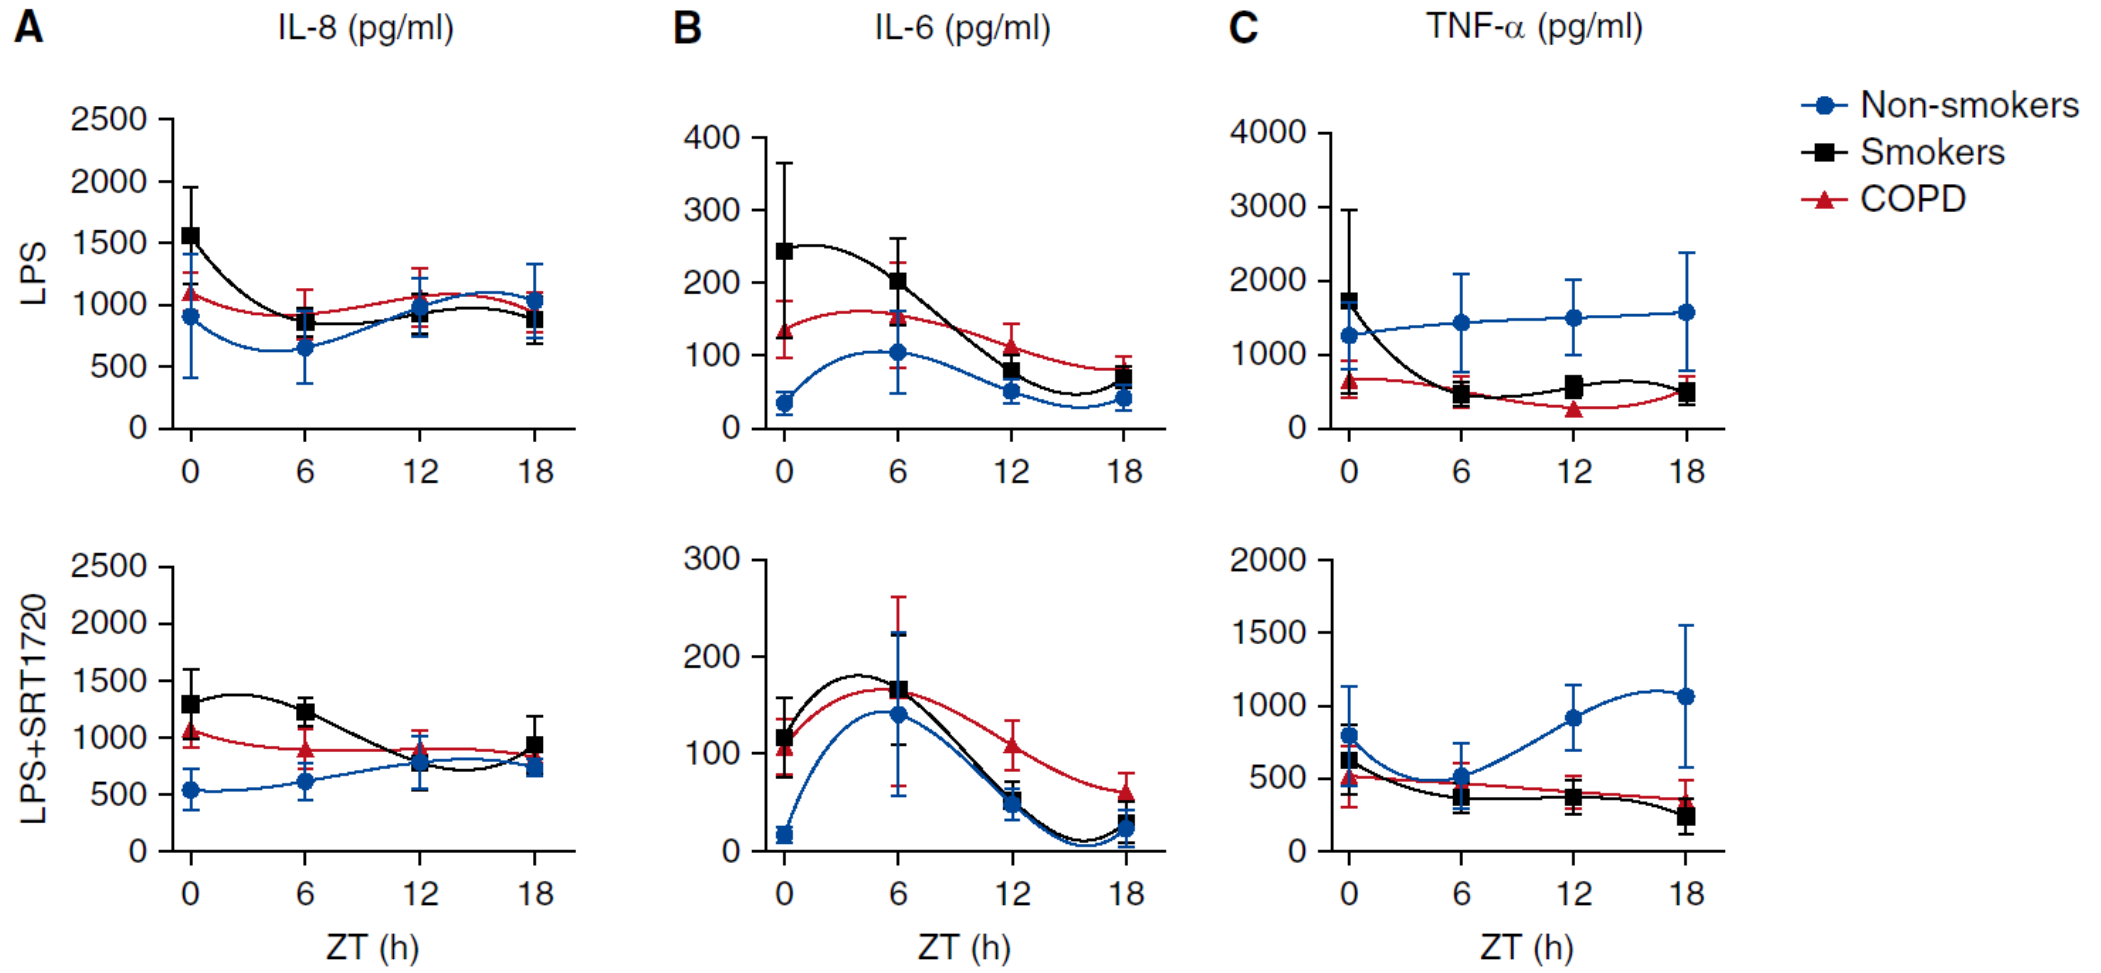 A IL-8 (pg/ml)
B IL-6 (pg/ml)
C TNF-α (pg/ml)
Non-smokers
Smokers
COPD
LPS
2500
2000
1500
1000
500
0
0 6 12 18
400
300
200
100
0
0 6 12 18
4000
3000
2000
1000
0
0 6 12 18
LPS+SRT1720
2500
2000
1500
1000
500
0
0 6 12 18
ZT (h)
300
200
100
0
0 6 12 18
ZT (h)
2000
1500
1000
500
0
0 6 12 18
ZT (h)